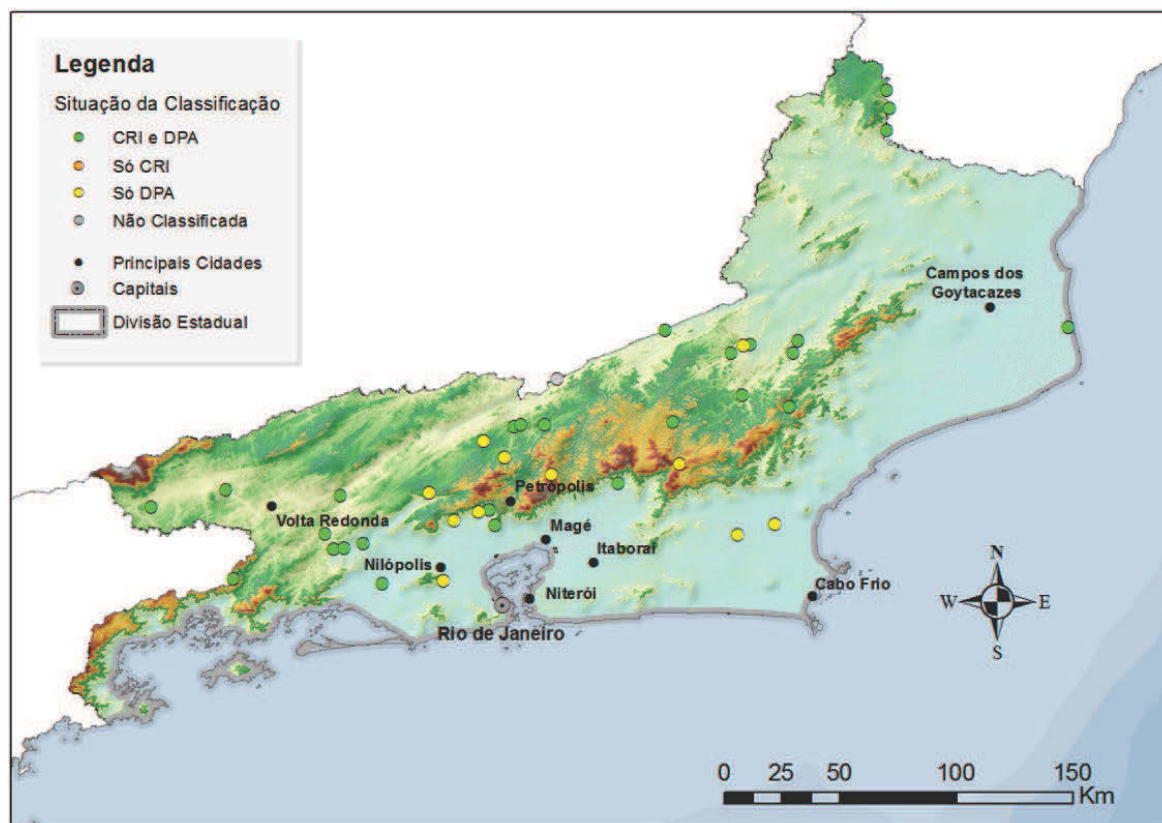 Legenda
Situação da Classificação
CRI e DPA
Só CRI
Só DPA
Não Classificada
Principais Cidades
Capitais
Divisão Estadual
Campos dos
Goytacazes
Petrópolis
Volta Redonda
Magé
Itaboraí
Nilópolis
Niterói
Cabo Frio
Rio de Janeiro
N
W E
S
0 25 50 100 150
Km